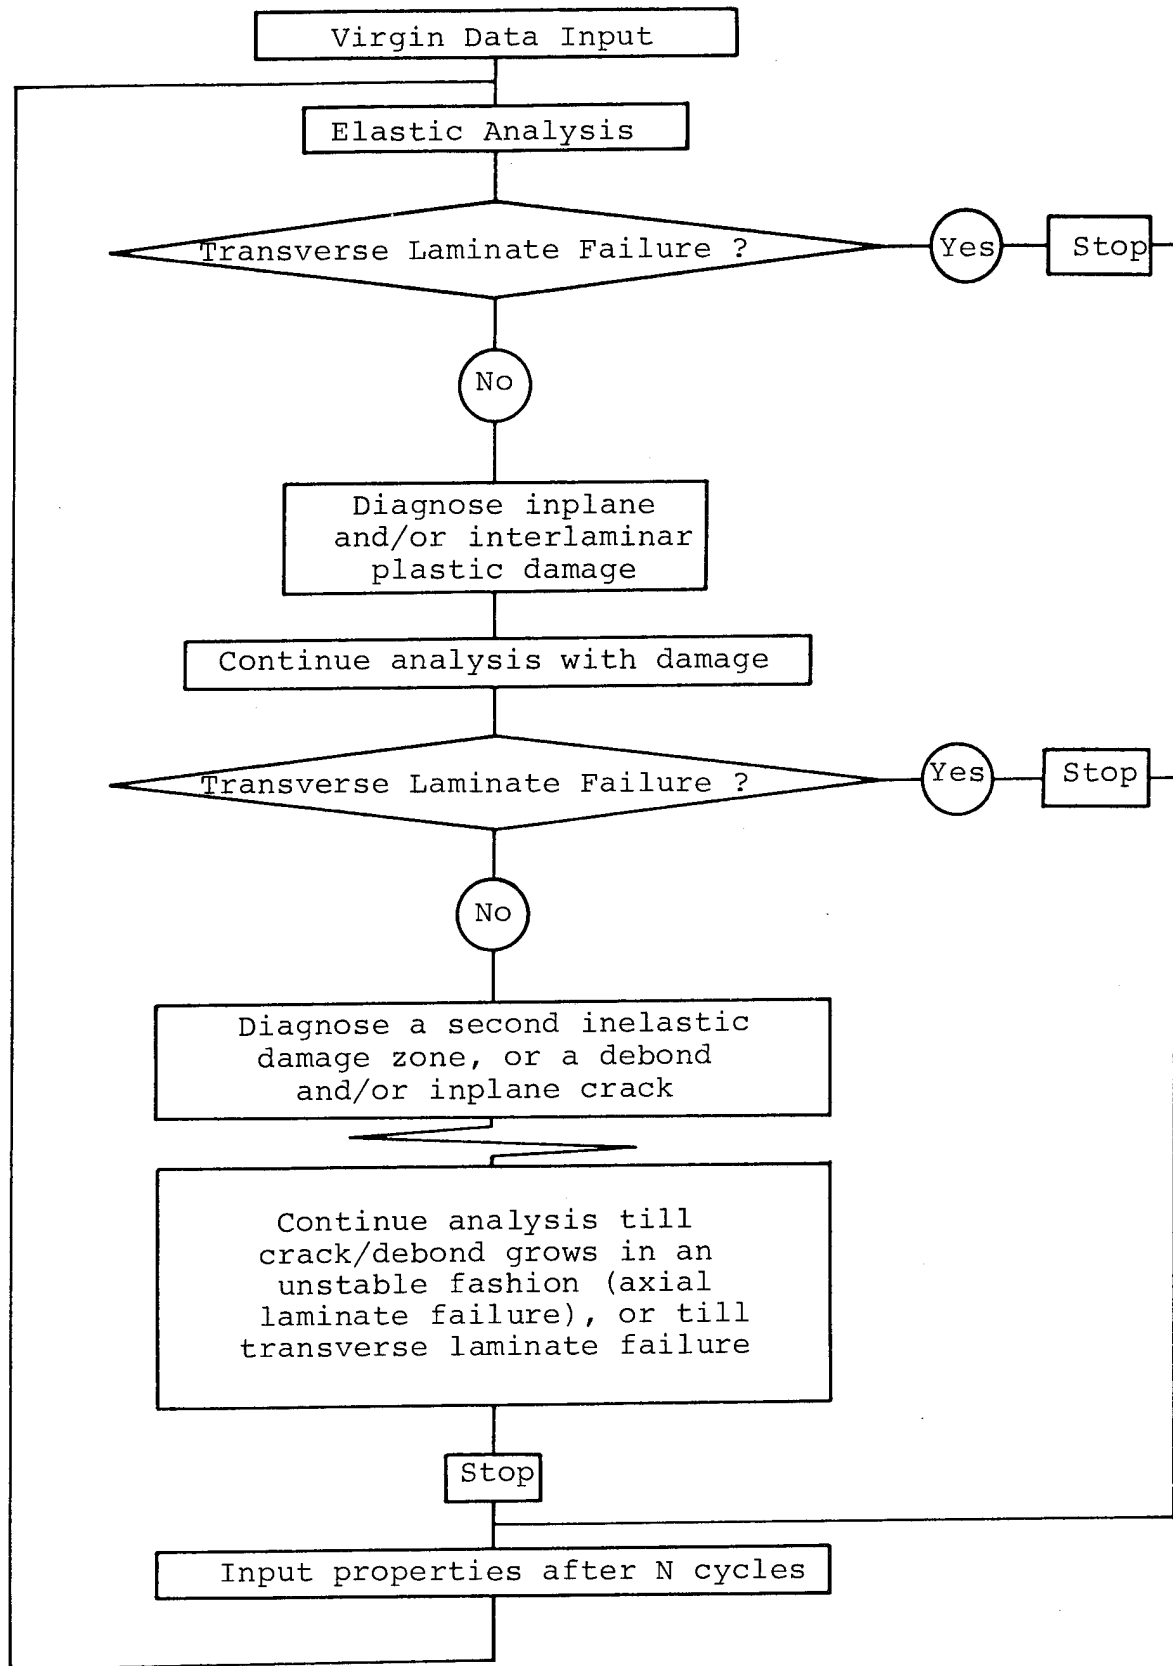 Virgin Data Input
Elastic Analysis
Transverse Laminate Failure ?
Yes
Stop
No
Diagnose inplane
and/or interlaminar
plastic damage
Continue analysis with damage
Transverse Laminate Failure ?
Yes
Stop
No
Diagnose a second inelastic
damage zone, or a debond
and/or inplane crack
Continue analysis till
crack/debond grows in an
unstable fashion (axial
laminate failure), or till
transverse laminate failure
Stop
Input properties after N cycles